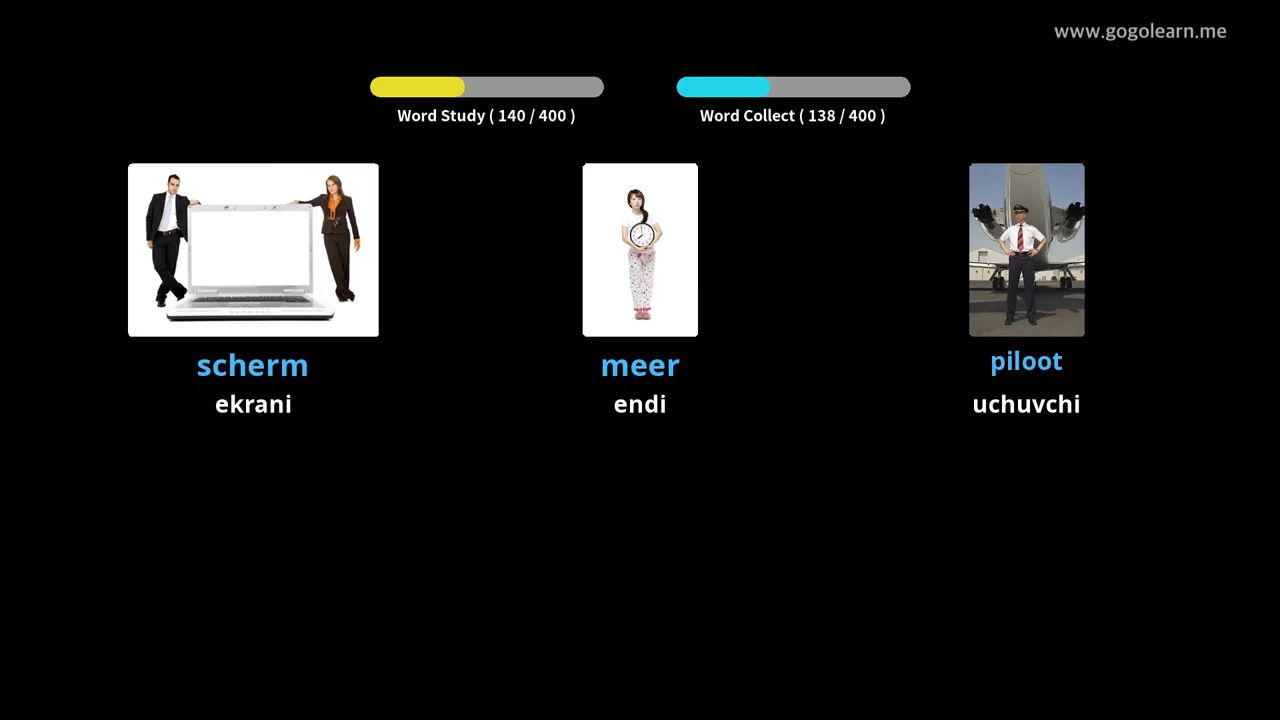 www.gogolearn.me
Word Study ( 140 / 400 )
Word Collect ( 138 / 400 )
scherm
meer
piloot
ekrani
endi
uchuvchi